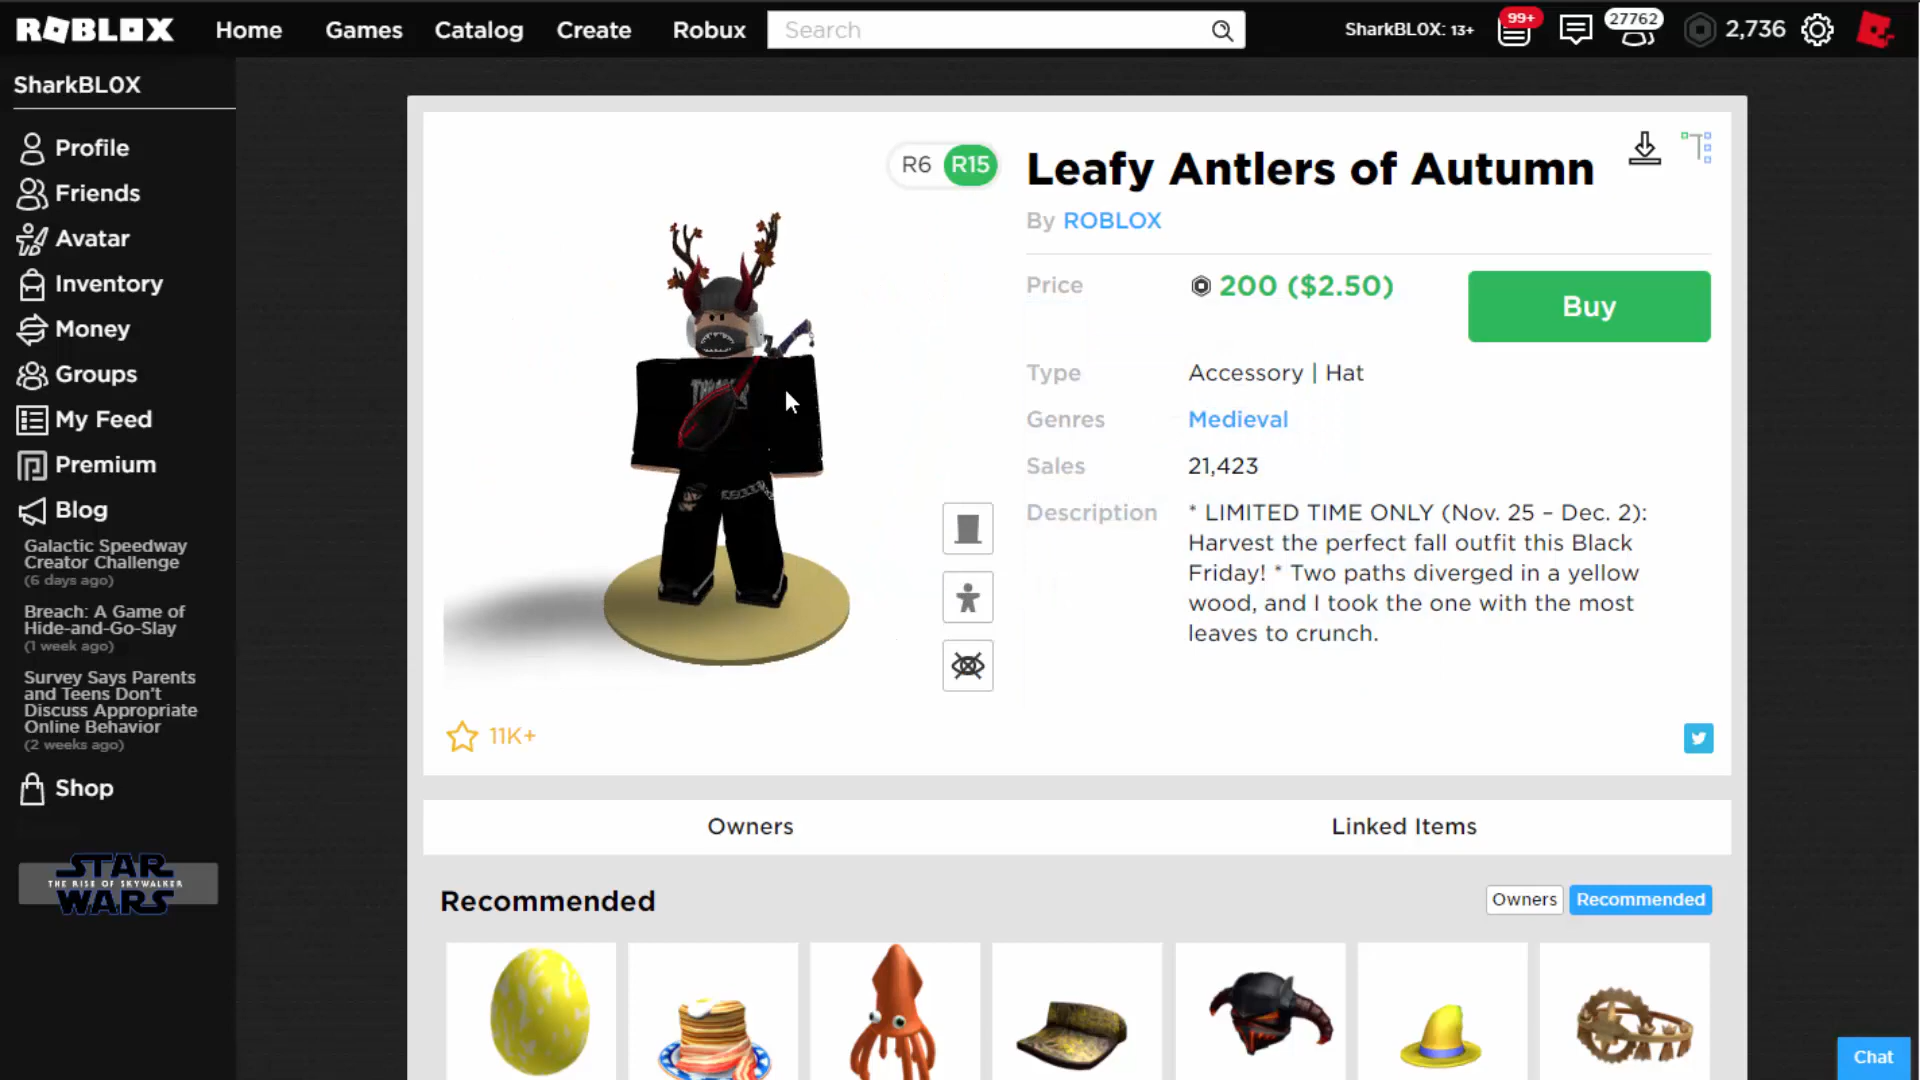 ROBLOX
Home
Games
Catalog
Create
Robux
Search
SharkBL0X: 13+
99+
27762
2,736
SharkBL0X
Profile
Friends
Avatar
Inventory
Money
Groups
My Feed
Premium
Blog
Galactic Speedway
Creator Challenge
(6 days ago)
Breach: A Game of
Hide-and-Go-Slay
(1 week ago)
Survey Says Parents
and Teens Don't
Discuss Appropriate
Online Behavior
(2 weeks ago)
Shop
STAR
THE RISE OF SKYWALKER
WARS
R6
R15
Leafy Antlers of Autumn
By ROBLOX
Price
200 ($2.50)
Buy
Type
Accessory | Hat
Genres
Medieval
Sales
21,423
Description
* LIMITED TIME ONLY (Nov. 25 – Dec. 2):
Harvest the perfect fall outfit this Black
Friday! * Two paths diverged in a yellow
wood, and I took the one with the most
leaves to crunch.
11K+
Owners
Linked Items
Recommended
Owners
Recommended
Chat